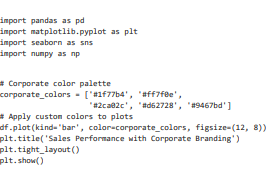 import pandas as pd
import matplotlib.pyplot as plt
import seaborn as sns
import numpy as np
# Corporate color palette
corporate_colors = ['#1f77b4', '#ff7f0e',
'#2ca02c', '#d62728', '#9467bd']
# Apply custom colors to plots
df.plot(kind='bar', color=corporate_colors, figsize=(12, 8))
plt.title('Sales Performance with Corporate Branding')
plt.tight_layout()
plt.show()